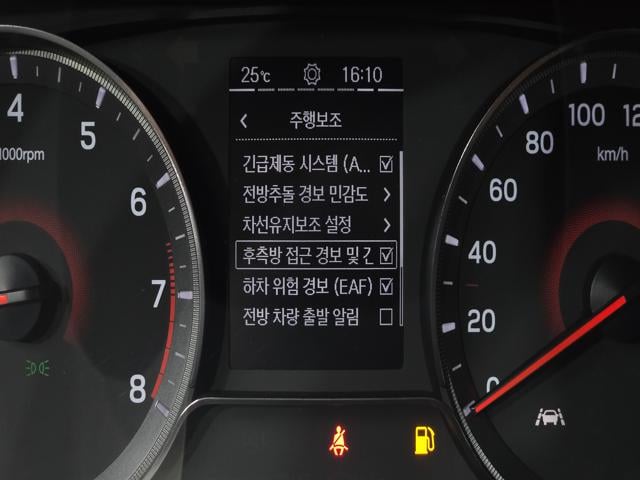 25℃ 16:10
주행보조
긴급제동 시스템 (A...
전방추돌 경보 민감도
차선유지보조 설정
후측방 접근 경보 및 긴
하차 위험 경보 (EAF)
전방 차량 출발 알림
4
5
6
7
8
1000rpm
0
20
40
60
80
100
12
km/h